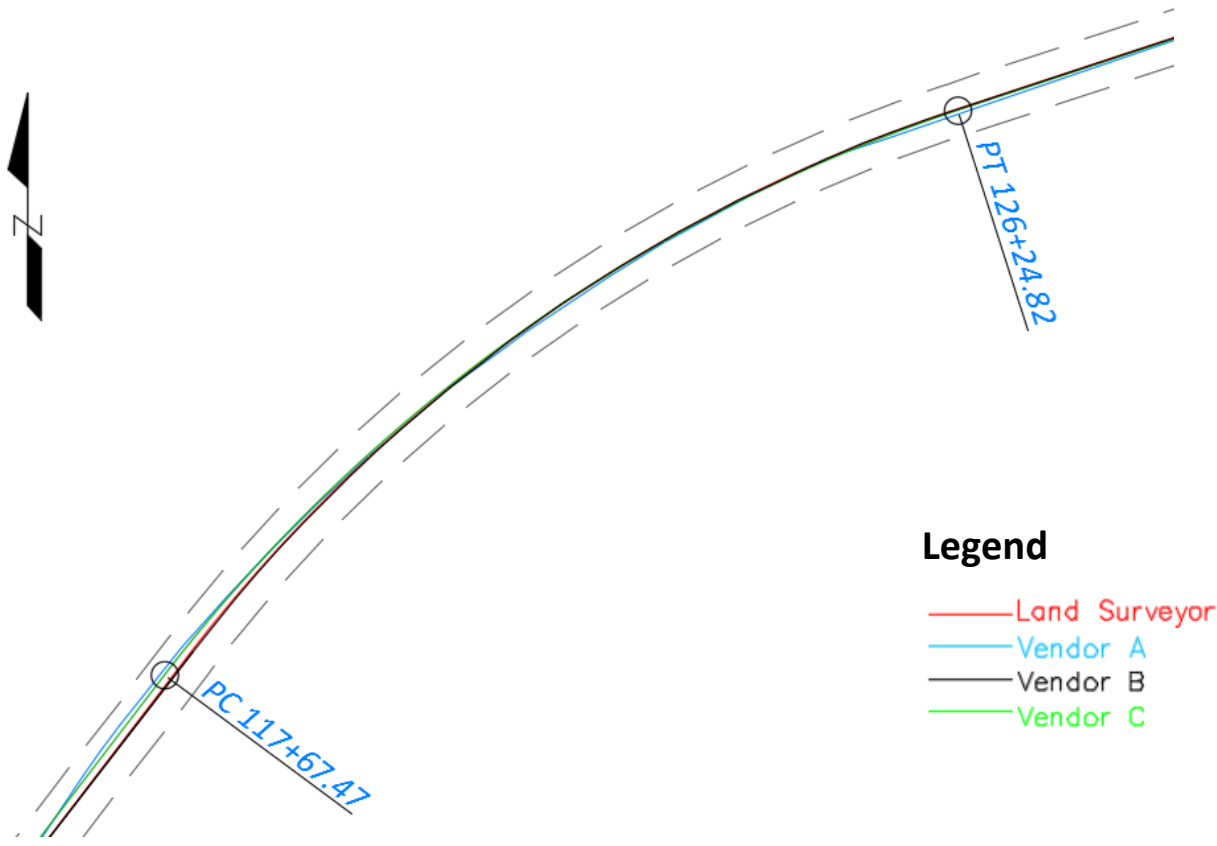 PT 126+24.82
PC 117+67.47
Legend
Land Surveyor
Vendor A
Vendor B
Vendor C